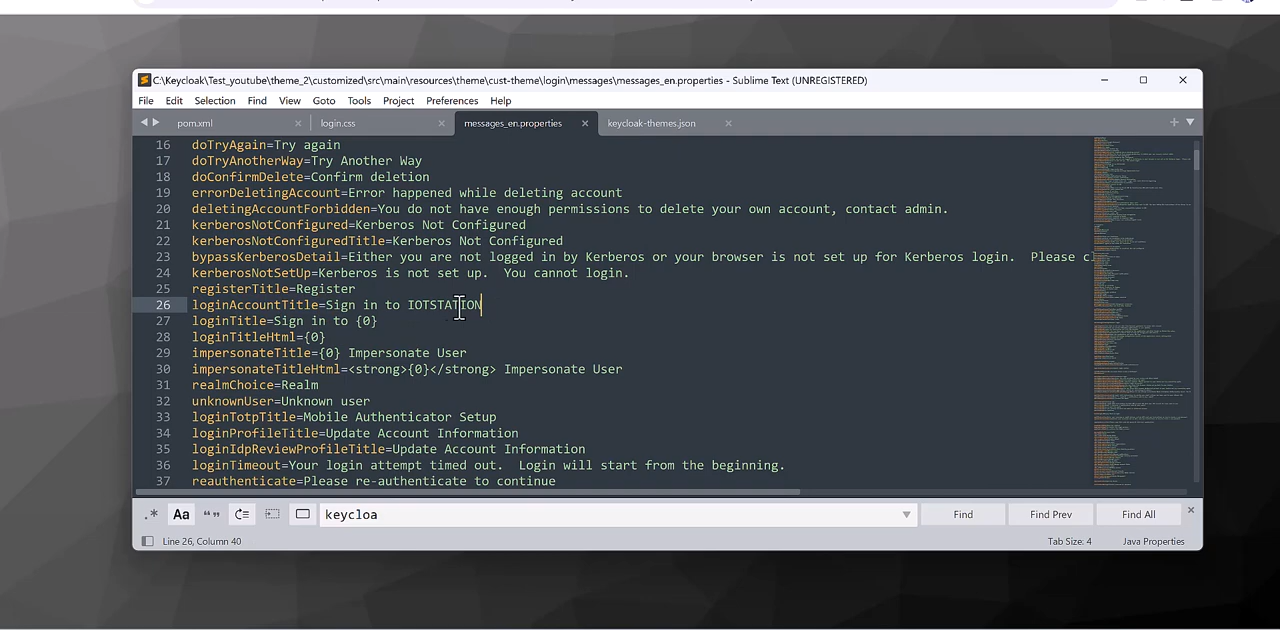 C:\Keycloak\Test_youtube\theme_2\customized\src\main\resources\theme\cust-theme\login\messages\messages_en.properties - Sublime Text (UNREGISTERED)
File Edit Selection Find View Goto Tools Project Preferences Help
pom.xml login.css messages_en.properties keycloak-themes.json
16 doTryAgain=Try again
17 doTryAnotherWay=Try Another Way
18 doConfirmDelete=Confirm deletion
19 errorDeletingAccount=Error happened while deleting account
20 deletingAccountForbidden=You do not have enough permissions to delete your own account, contact admin.
21 kerberosNotConfigured=Kerberos Not Configured
22 kerberosNotConfiguredTitle=Kerberos Not Configured
23 bypassKerberosDetail=Either you are not logged in by Kerberos or your browser is not set up for Kerberos login.  Please c
24 kerberosNotSetUp=Kerberos is not set up.  You cannot login.
25 registerTitle=Register
26 loginAccountTitle=Sign in to IOTSTATION
27 loginTitle=Sign in to {0}
28 loginTitleHtml={0}
29 impersonateTitle={0} Impersonate User
30 impersonateTitleHtml=<strong>{0}</strong> Impersonate User
31 realmChoice=Realm
32 unknownUser=Unknown user
33 loginTotpTitle=Mobile Authenticator Setup
34 loginProfileTitle=Update Account Information
35 loginIdpReviewProfileTitle=Update Account Information
36 loginTimeout=Your login attempt timed out.  Login will start from the beginning.
37 reauthenticate=Please re-authenticate to continue
.* Aa “” keycloa Find Find Prev Find All
Line 26, Column 40 Tab Size: 4 Java Properties